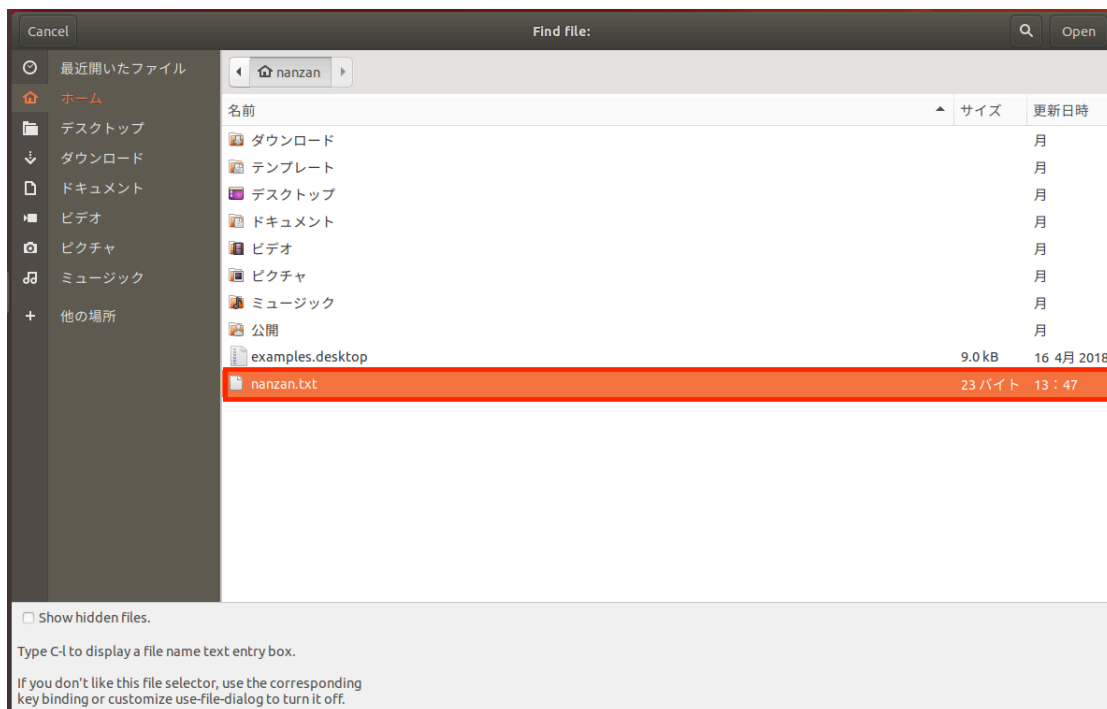 Cancel Find file: Open
最近開いたファイル
ホーム
デスクトップ
ダウンロード
ドキュメント
ビデオ
ピクチャ
ミュージック
他の場所
nanzan
名前 サイズ 更新日時
ダウンロード 月
テンプレート 月
デスクトップ 月
ドキュメント 月
ビデオ 月
ピクチャ 月
ミュージック 月
公開 月
examples.desktop 9.0 kB 16 4月 2018
nanzan.txt 23 バイト 13:47
Show hidden files.
Type C-l to display a file name text entry box.
If you don't like this file selector, use the corresponding
key binding or customize use-file-dialog to turn it off.